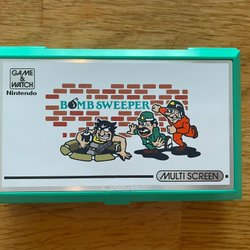 GAME &
WATCH
Nintendo
BOMB SWEEPER
MULTI SCREEN